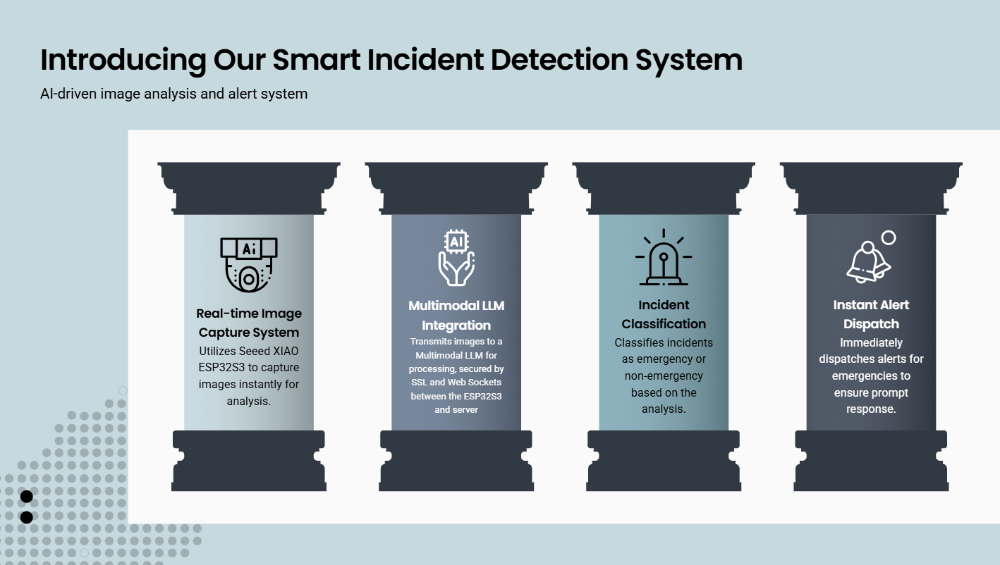 Introducing Our Smart Incident Detection System
AI-driven image analysis and alert system
Ai
Real-time Image
Capture System
Utilizes Seeed XIAO
ESP32S3 to capture
images instantly for
analysis.
AI
Multimodal LLM
Integration
Transmits images to a
Multimodal LLM for
processing, secured by
SSL and Web Sockets
between the ESP32S3
and server
Incident
Classification
Classifies incidents
as emergency or
non-emergency
based on the
analysis.
Instant Alert
Dispatch
Immediately
dispatches alerts for
emergencies to
ensure prompt
response.